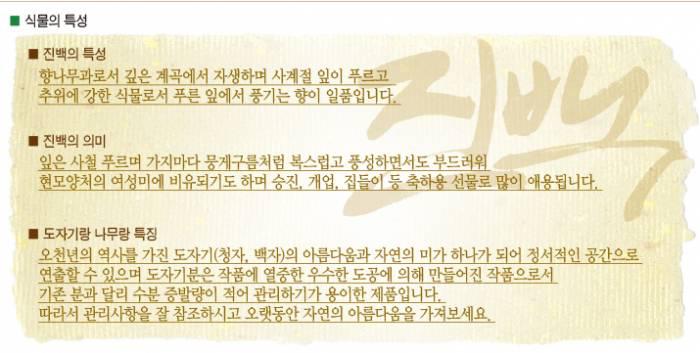 ■ 식물의 특성
■ 진백의 특성
향나무과로서 깊은 계곡에서 자생하며 사계절 잎이 푸르고
추위에 강한 식물로서 푸른 잎에서 풍기는 향이 일품입니다.
진백
■ 진백의 의미
잎은 사철 푸르며 가지마다 뭉게구름처럼 복스럽고 풍성하면서도 부드러워
현모양처의 여성미에 비유되기도 하며 승진, 개업, 집들이 등 축하용 선물로 많이 애용됩니다.
■ 도자기랑 나무랑 특징
오천년의 역사를 가진 도자기(청자, 백자)의 아름다움과 자연의 미가 하나가 되어 정서적인 공간으로
연출할 수 있으며 도자기분은 작품에 열중한 우수한 도공에 의해 만들어진 작품으로서
기존 분과 달리 수분 증발량이 적어 관리하기가 용이한 제품입니다.
따라서 관리사항을 잘 참조하시고 오랫동안 자연의 아름다움을 가져보세요.